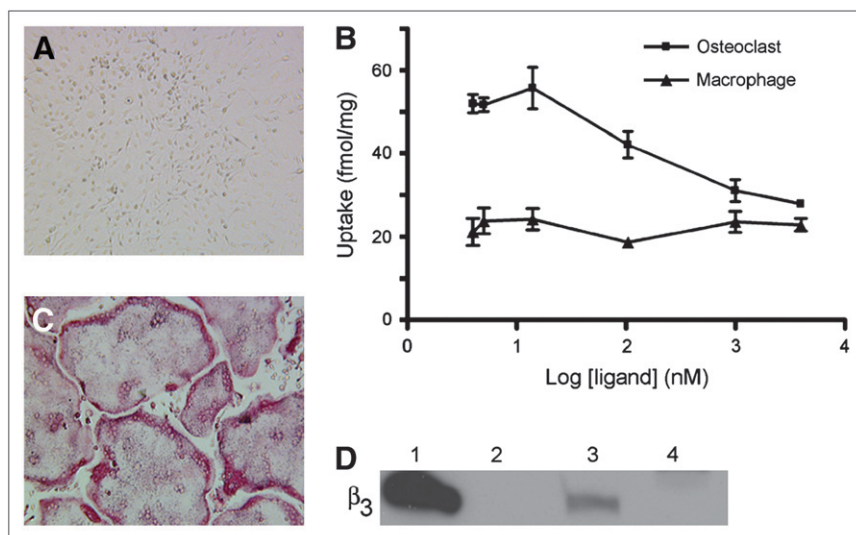 A
B
Osteoclast
Macrophage
60
40
20
0
Uptake (fmol/mg)
0 1 2 3 4
Log [ligand] (nM)
C
D
1 2 3 4
β3